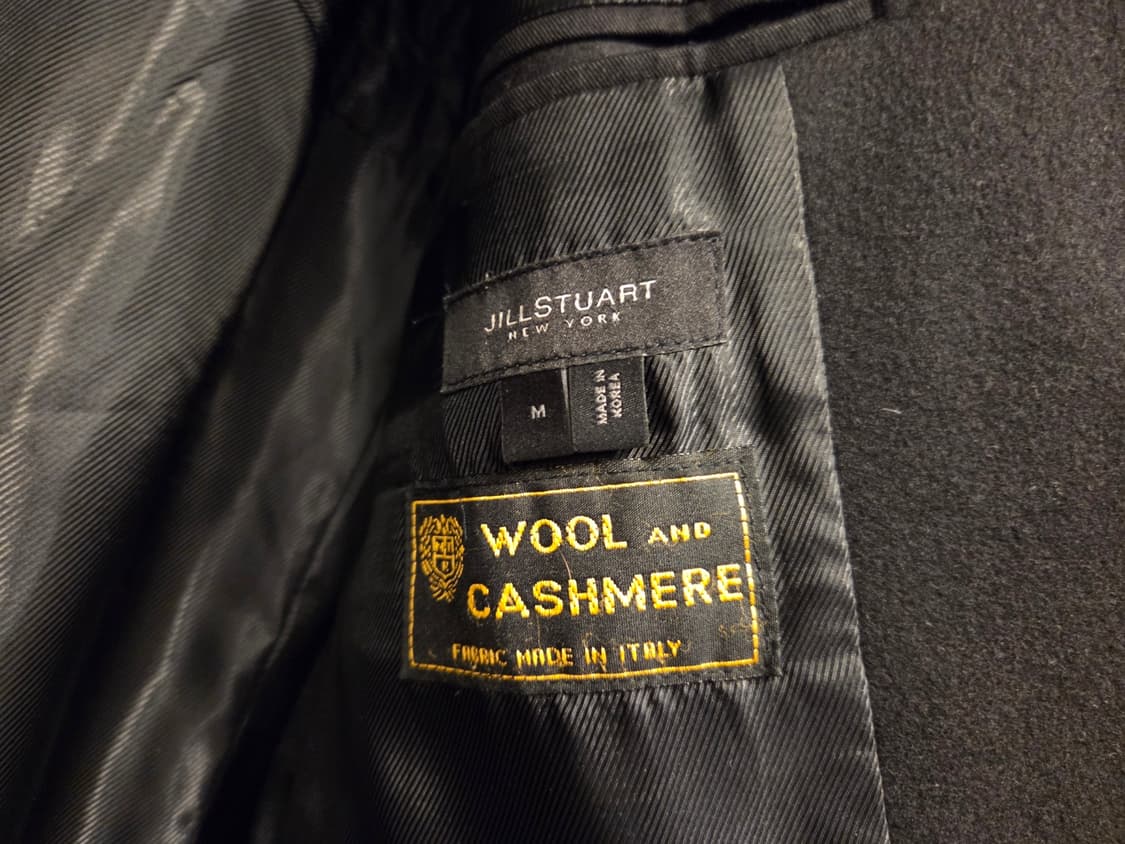 JILLSTUART
NEW YORK
M
MADE IN
KOREA
WOOL AND
CASHMERE
FABRIC MADE IN ITALY